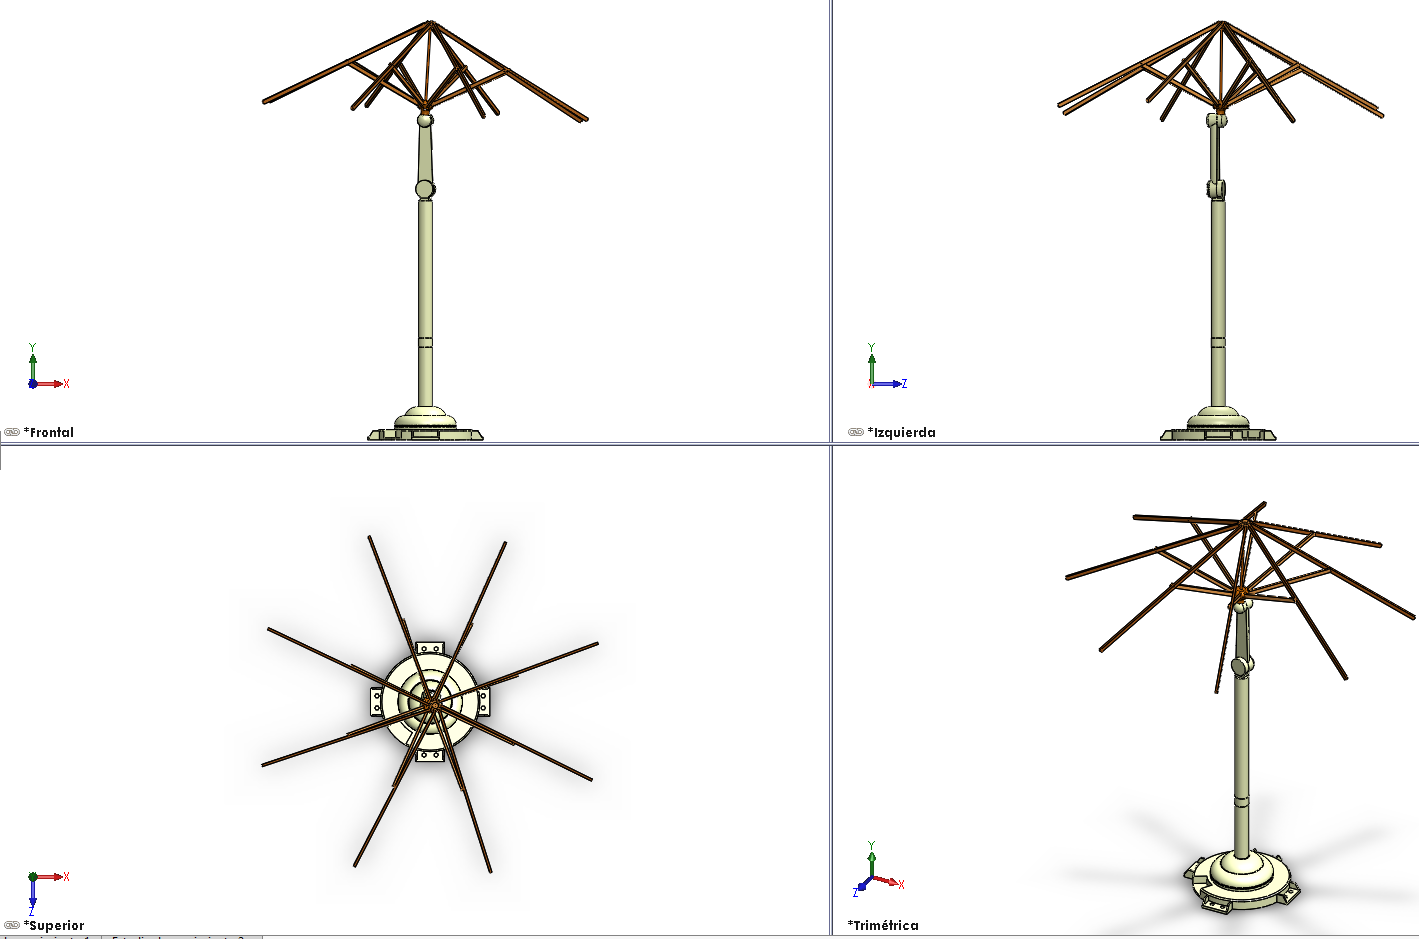 Y
X
*Frontal
Y
Z
*Izquierda
X
Z
*Superior
Y
X
Z
*Trimétrica